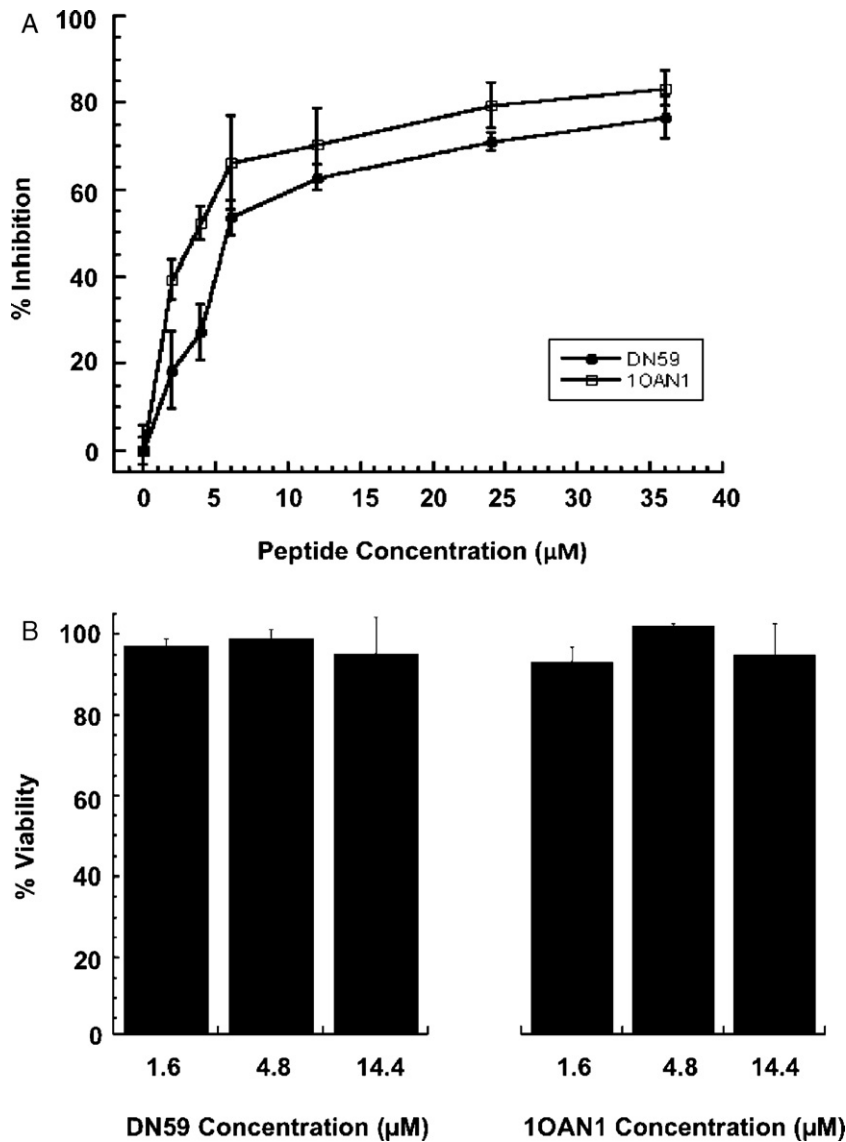 A
100
80
60
40
20
0
% Inhibition
DN59
1OAN1
0 5 10 15 20 25 30 35 40
Peptide Concentration (µM)
B
100
80
60
40
20
0
% Viability
1.6 4.8 14.4 1.6 4.8 14.4
DN59 Concentration (µM) 1OAN1 Concentration (µM)